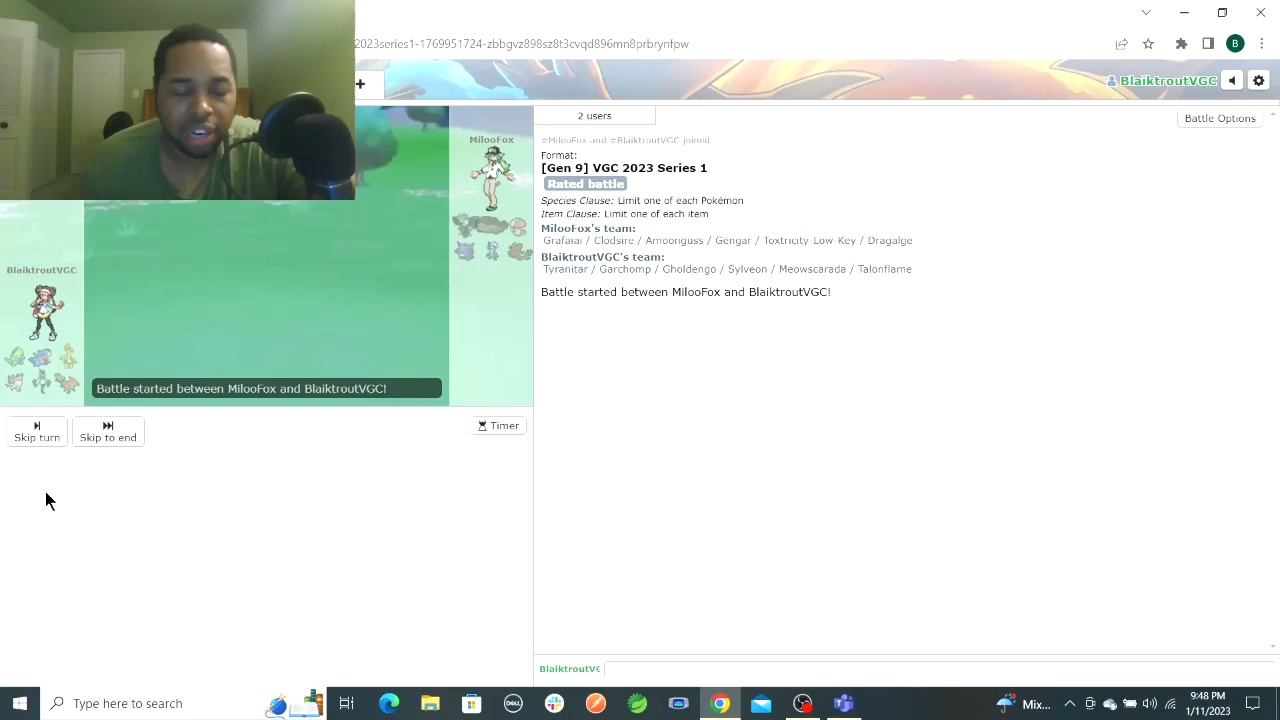 2023series1-1769951724-zbbgvz898sz8t3cvqd896mn8prbrynfpw
B
+
BlaiktroutVGC
2 users
Battle Options
☆MilooFox and ☆BlaiktroutVGC joined
Format:
[Gen 9] VGC 2023 Series 1
Rated battle
Species Clause: Limit one of each Pokémon
Item Clause: Limit one of each item
MilooFox's team:
Grafaiai / Clodsire / Amoonguss / Gengar / Toxtricity-Low-Key / Dragalge
BlaiktroutVGC's team:
Tyranitar / Garchomp / Gholdengo / Sylveon / Meowscarada / Talonflame
Battle started between MilooFox and BlaiktroutVGC!
MilooFox
BlaiktroutVGC
Battle started between MilooFox and BlaiktroutVGC!
Skip turn
Skip to end
Timer
BlaiktroutVC
Type here to search
DELL
Mix...
9:48 PM
1/11/2023